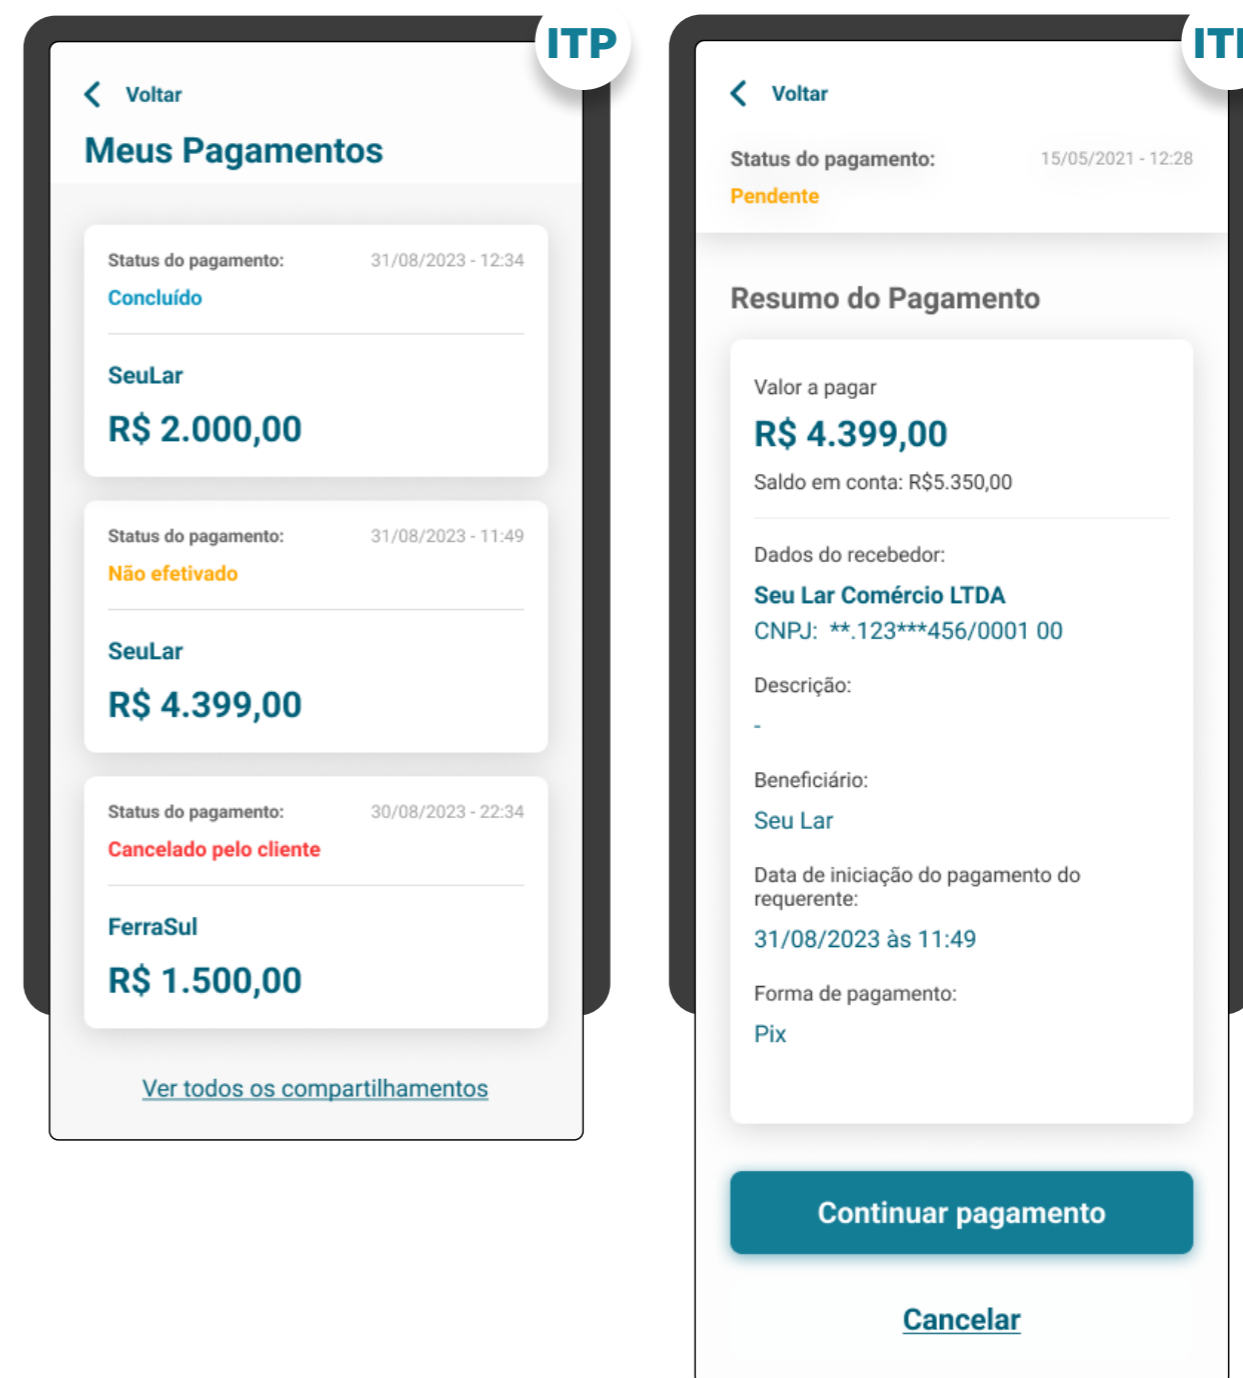 ITP
Voltar
Meus Pagamentos
Status do pagamento: 31/08/2023 - 12:34
Concluído
SeuLar
R$ 2.000,00
Status do pagamento: 31/08/2023 - 11:49
Não efetivado
SeuLar
R$ 4.399,00
Status do pagamento: 30/08/2023 - 22:34
Cancelado pelo cliente
FerraSul
R$ 1.500,00
Ver todos os compartilhamentos
Voltar
Status do pagamento: 15/05/2021 - 12:28
Pendente
Resumo do Pagamento
Valor a pagar
R$ 4.399,00
Saldo em conta: R$5.350,00
Dados do recebedor:
Seu Lar Comércio LTDA
CNPJ: **.123***456/0001 00
Descrição:
-
Beneficiário:
Seu Lar
Data de iniciação do pagamento do
requerente:
31/08/2023 às 11:49
Forma de pagamento:
Pix
Continuar pagamento
Cancelar